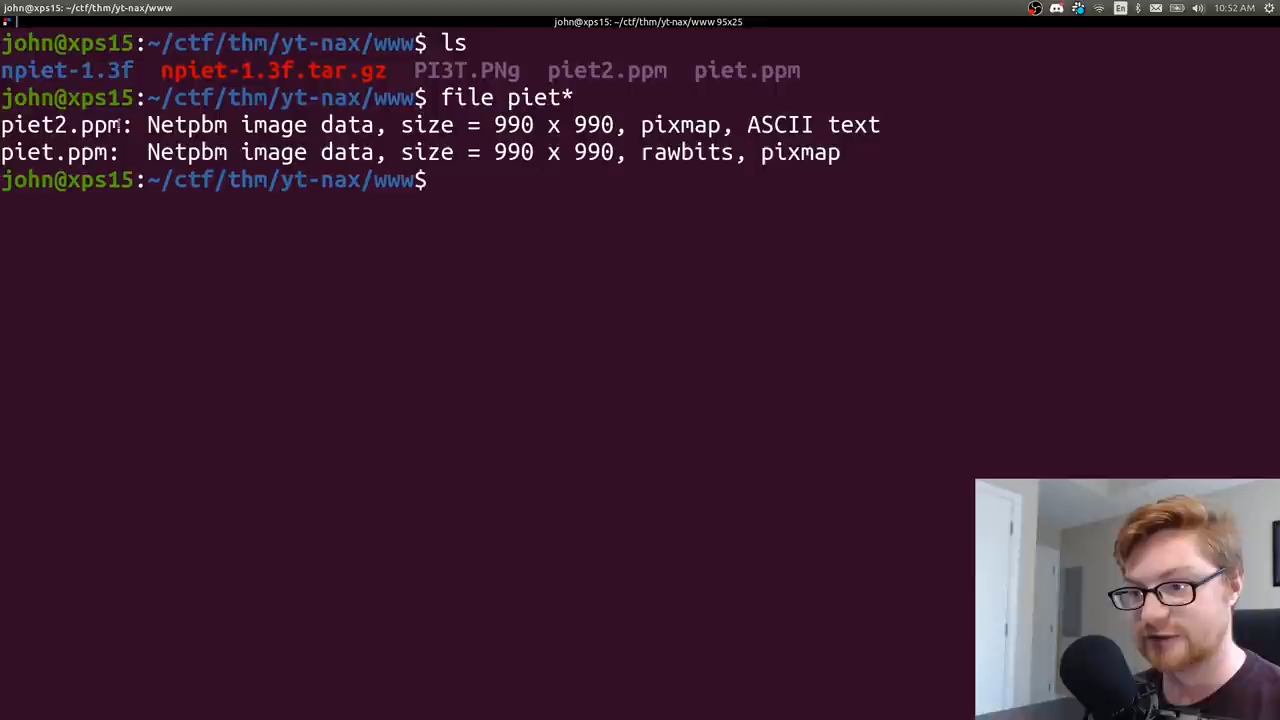 john@xps15: ~/ctf/thm/yt-nax/www
En
10:52 AM
john@xps15: ~/ctf/thm/yt-nax/www 95x25
john@xps15:~/ctf/thm/yt-nax/www$ ls
npiet-1.3f npiet-1.3f.tar.gz PI3T.PNg piet2.ppm piet.ppm
john@xps15:~/ctf/thm/yt-nax/www$ file piet*
piet2.ppm: Netpbm image data, size = 990 x 990, pixmap, ASCII text
piet.ppm: Netpbm image data, size = 990 x 990, rawbits, pixmap
john@xps15:~/ctf/thm/yt-nax/www$